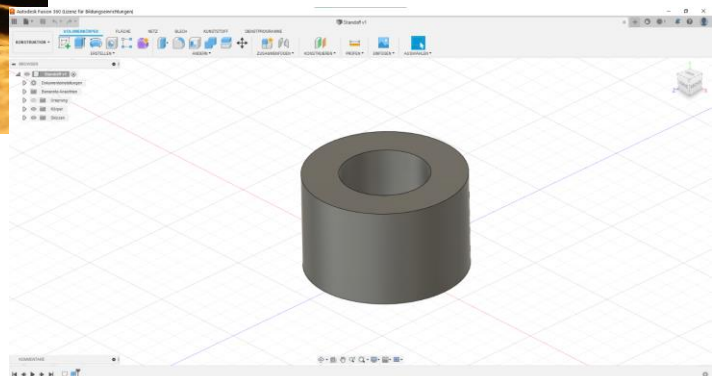 Autodesk Fusion 360 (Lizenz für Bildungseinrichtungen)
Standoff v1
VOLUMENKÖRPER FLÄCHE NETZ BLECH KUNSTSTOFF DIENSTPROGRAMME
KONSTRUKTION
ERSTELLEN ÄNDERN ZUSAMMENFÜGEN KONSTRUIEREN PRÜFEN EINFÜGEN AUSWÄHLEN
BROWSER
Standoff v1
Dokumenteinstellungen
Benannte Ansichten
Ursprung
Körper
Skizzen
KOMMENTARE